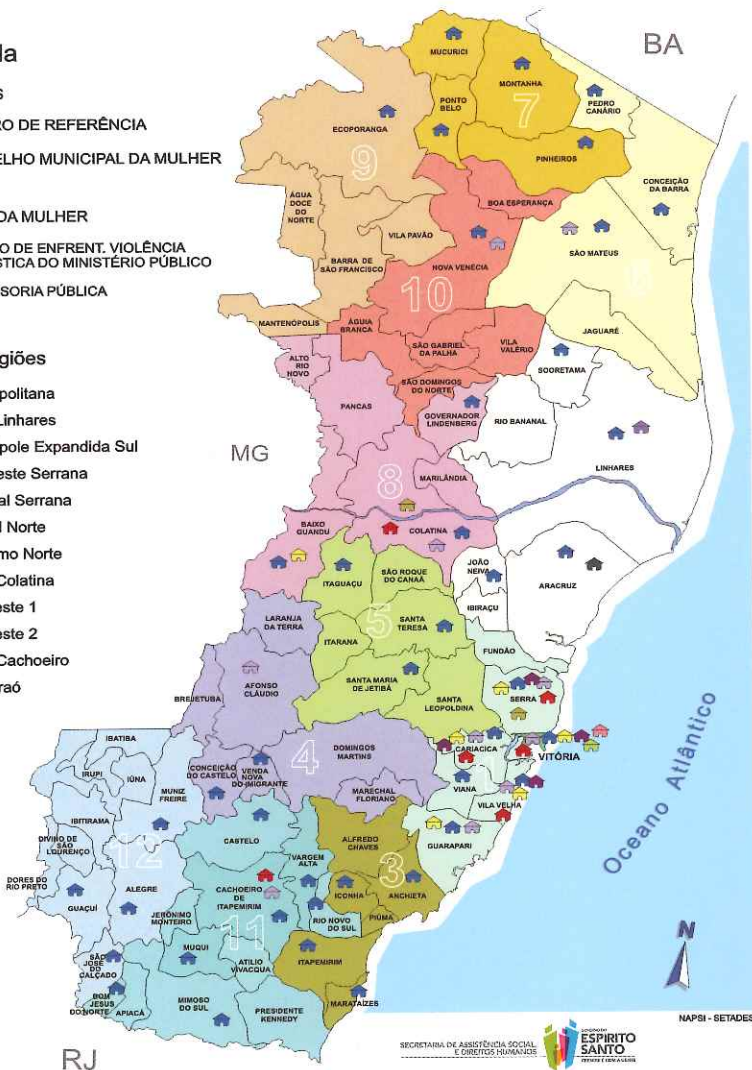 da
s
RO DE REFERÊNCIA
ELHO MUNICIPAL DA MULHER
DA MULHER
O DE ENFRENT. VIOLÊNCIA
STICA DO MINISTÉRIO PÚBLICO
SORIA PÚBLICA
giões
politana
Linhares
pole Expandida Sul
este Serrana
al Serrana
l Norte
mo Norte
Colatina
este 1
este 2
Cachoeiro
raó
BA
MUCURICI
MONTANHA
7
PEDRO
CANÁRIO
PONTO
BELO
ECOPORANGA
9
PINHEIROS
CONCEIÇÃO
DA BARRA
ÁGUA
DOCE DO
NORTE
BOA ESPERANÇA
VILA PAVÃO
SÃO MATEUS
6
BARRA DE
SÃO FRANCISCO
NOVA VENÉCIA
10
MANTENÓPOLIS
ÁGUIA
BRANCA
JAGUARÉ
SÃO GABRIEL
DA PALHA
VILA
VALÉRIO
ALTO
RIO
NOVO
SOORETAMA
SÃO DOMINGOS
DO NORTE
PANCAS
GOVERNADOR
LINDENBERG
RIO BANANAL
MG
LINHARES
8
MARILÂNDIA
BAIXO
GUANDU
COLATINA
JOÃO
NEIVA
ARACRUZ
ITAGUAÇU
SÃO ROQUE
DO CANAÃ
IBIRAÇU
LARANJA
DA TERRA
5
SANTA
TERESA
ITARANA
FUNDÃO
AFONSO
CLÁUDIO
SANTA MARIA
DE JETIBÁ
SERRA
BREJETUBA
SANTA
LEOPOLDINA
IBATIBA
4
DOMINGOS
MARTINS
CARIACICA
VITÓRIA
IRUPI
IÚNA
CONCEIÇÃO
DO CASTELO
VENDA
NOVA
DO IMIGRANTE
1
MUNIZ
FREIRE
MARECHAL
FLORIANO
VIANA
VILA VELHA
IBITIRAMA
12
CASTELO
ALFREDO
CHAVES
GUARAPARI
DIVINO DE
SÃO
LOURENÇO
VARGEM
ALTA
3
DORES DO
RIO PRETO
ALEGRE
CACHOEIRO
DE
ITAPEMIRIM
ICONHA
ANCHIETA
GUAÇUÍ
JERÔNIMO
MONTEIRO
11
RIO NOVO
DO SUL
PIÚMA
MUQUI
ATILIO
VIVACQUA
ITAPEMIRIM
SÃO
JOSÉ
DO
CALÇADO
BOM
JESUS
DO NORTE
APIACÁ
MIMOSO
DO SUL
PRESIDENTE
KENNEDY
MARATAÍZES
Oceano Atlântico
N
NAPSI - SETADES
RJ
SECRETARIA DE ASSISTÊNCIA SOCIAL
E DIREITOS HUMANOS
ESPIRITO
SANTO